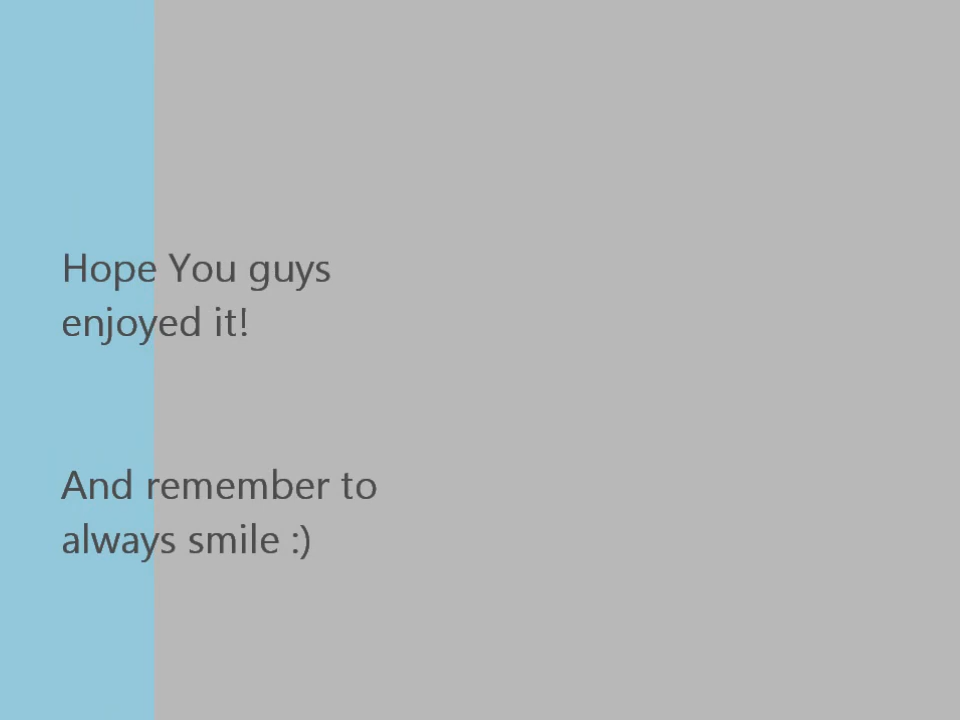 Hope You guys
enjoyed it!
And remember to
always smile :)